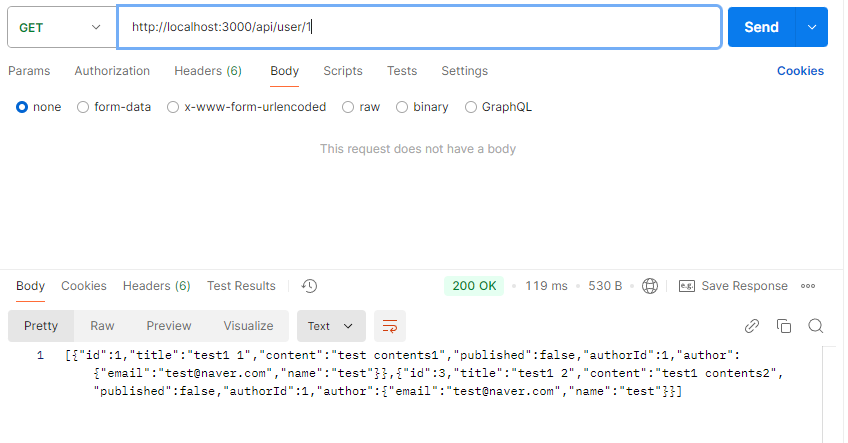 GET http://localhost:3000/api/user/1 Send
Params Authorization Headers (6) Body Scripts Tests Settings Cookies
none form-data x-www-form-urlencoded raw binary GraphQL
This request does not have a body
Body Cookies Headers (6) Test Results 200 OK 119 ms 530 B e.g. Save Response
Pretty Raw Preview Visualize Text
1 [{"id":1,"title":"test1 1","content":"test contents1","published":false,"authorId":1,"author":
{"email":"test@naver.com","name":"test"}},{"id":3,"title":"test1 2","content":"test1 contents2",
"published":false,"authorId":1,"author":{"email":"test@naver.com","name":"test"}}]